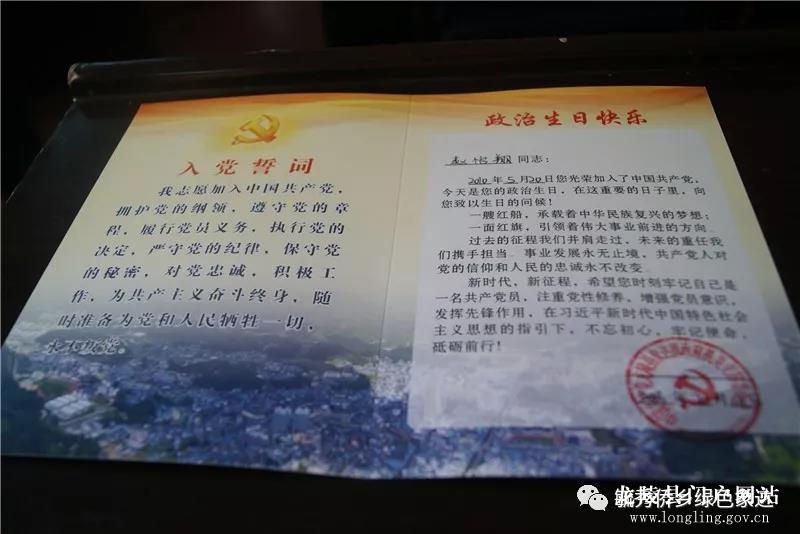 入党誓词
我志愿加入中国共产党，
拥护党的纲领，遵守党的章
程，履行党员义务，执行党的
决定，严守党的纪律，保守党
的秘密，对党忠诚，积极工
作，为共产主义奋斗终身，随
时准备为党和人民牺牲一切，
永不叛党。
政治生日快乐
同志：
2010年5月20日您光荣加入了中国共产党，
今天是您的政治生日，在这重要的日子里，向
您致以生日的问候！
一艘红船，承载着中华民族复兴的梦想；
一面红旗，引领着伟大事业前进的方向。
过去的征程我们并肩走过，未来的重任我
们携手担当。事业发展永无止境，共产党人对
党的信仰和人民的忠诚永不改变。
新时代，新征程，希望您时刻牢记自己是
一名共产党员，注重党性修养，增强党员意识，
发挥先锋作用，在习近平新时代中国特色社会
主义思想的指引下，不忘初心，牢记使命，
砥砺前行！
龙陵县门户网站
www.longling.gov.cn